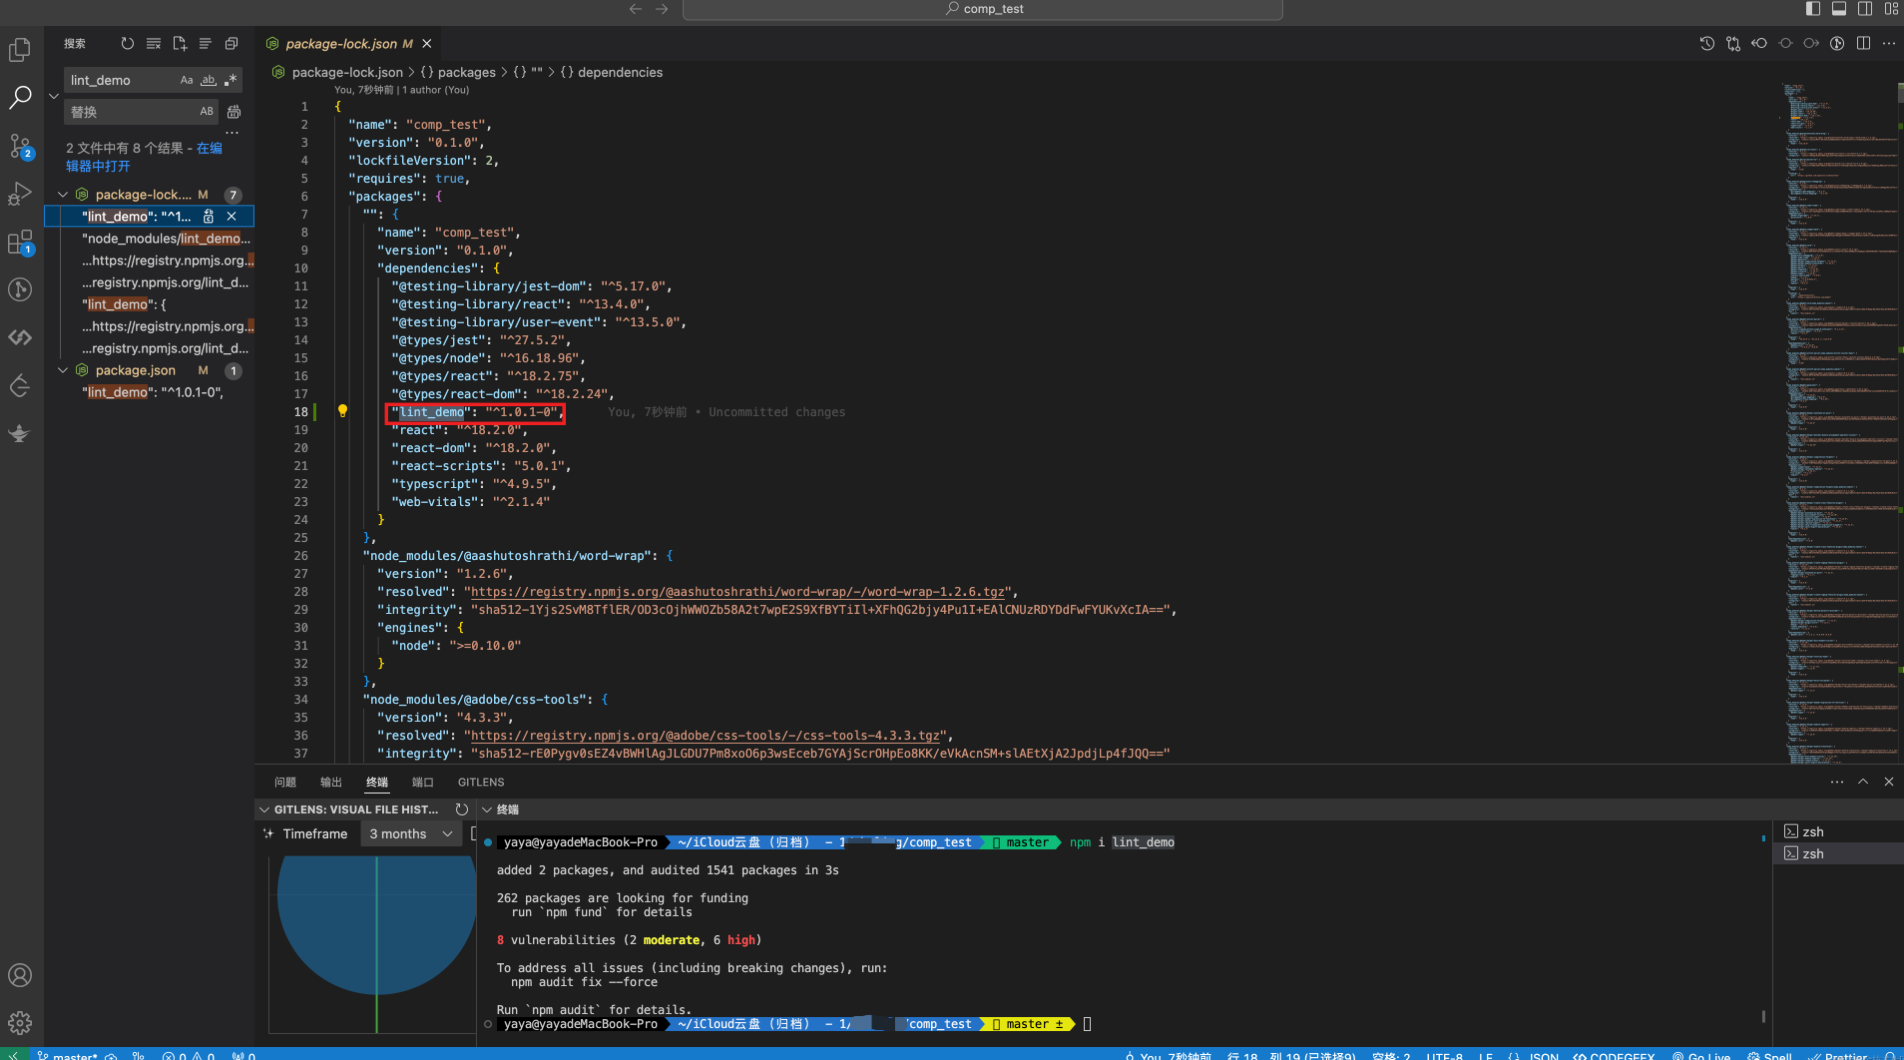 comp_test
搜索
lint_demo
Aa
ab
.*
替换
AB
2 文件中有 8 个结果 - 在编
辑器中打开
package-lock.... M 7
"lint_demo": "^1...
"node_modules/lint_demo...
...https://registry.npmjs.org...
...registry.npmjs.org/lint_d...
"lint_demo": {
...https://registry.npmjs.org...
...registry.npmjs.org/lint_d...
package.json M 1
"lint_demo": "^1.0.1-0",
2
1
package-lock.json M
package-lock.json > {} packages > {} "" > {} dependencies
You, 7秒钟前 | 1 author (You)
1 {
2 "name": "comp_test",
3 "version": "0.1.0",
4 "lockfileVersion": 2,
5 "requires": true,
6 "packages": {
7 "": {
8 "name": "comp_test",
9 "version": "0.1.0",
10 "dependencies": {
11 "@testing-library/jest-dom": "^5.17.0",
12 "@testing-library/react": "^13.4.0",
13 "@testing-library/user-event": "^13.5.0",
14 "@types/jest": "^27.5.2",
15 "@types/node": "^16.18.96",
16 "@types/react": "^18.2.75",
17 "@types/react-dom": "^18.2.24",
18 "lint_demo": "^1.0.1-0", You, 7秒钟前 • Uncommitted changes
19 "react": "^18.2.0",
20 "react-dom": "^18.2.0",
21 "react-scripts": "5.0.1",
22 "typescript": "^4.9.5",
23 "web-vitals": "^2.1.4"
24 }
25 },
26 "node_modules/@aashutoshrathi/word-wrap": {
27 "version": "1.2.6",
28 "resolved": "https://registry.npmjs.org/@aashutoshrathi/word-wrap/-/word-wrap-1.2.6.tgz",
29 "integrity": "sha512-1Yjs2SvM8TflER/OD3cOjhWWOZb58A2t7wpE2S9XfBYTiIl+XFhQG2bjy4Pu1I+EAlCNUzRDYDdFwFYUKvXcIA==",
30 "engines": {
31 "node": ">=0.10.0"
32 }
33 },
34 "node_modules/@adobe/css-tools": {
35 "version": "4.3.3",
36 "resolved": "https://registry.npmjs.org/@adobe/css-tools/-/css-tools-4.3.3.tgz",
37 "integrity": "sha512-rE0Pygv0sEZ4vBWHlAgJLGDU7Pm8xoO6p3wsEceb7GYAjScrOHpEo8KK/eVkAcnSM+slAEtXjA2JpdjLp4fJQQ=="
问题 输出 终端 端口 GITLENS
GITLENS: VISUAL FILE HIST...
Timeframe 3 months
终端
yaya@yayadeMacBook-Pro ~/iCloud云盘 (归档) – 1 g/comp_test master npm i lint_demo
added 2 packages, and audited 1541 packages in 3s
262 packages are looking for funding
run `npm fund` for details
8 vulnerabilities (2 moderate, 6 high)
To address all issues (including breaking changes), run:
npm audit fix --force
Run `npm audit` for details.
yaya@yayadeMacBook-Pro ~/iCloud云盘 (归档) – 1/ comp_test master ±
zsh
zsh
master* 0 0 0 You, 7秒钟前 行 18, 列 19 (已选择9) 空格: 2 UTF-8 LF {} JSON CODEGEEX Go Live Spell Prettier